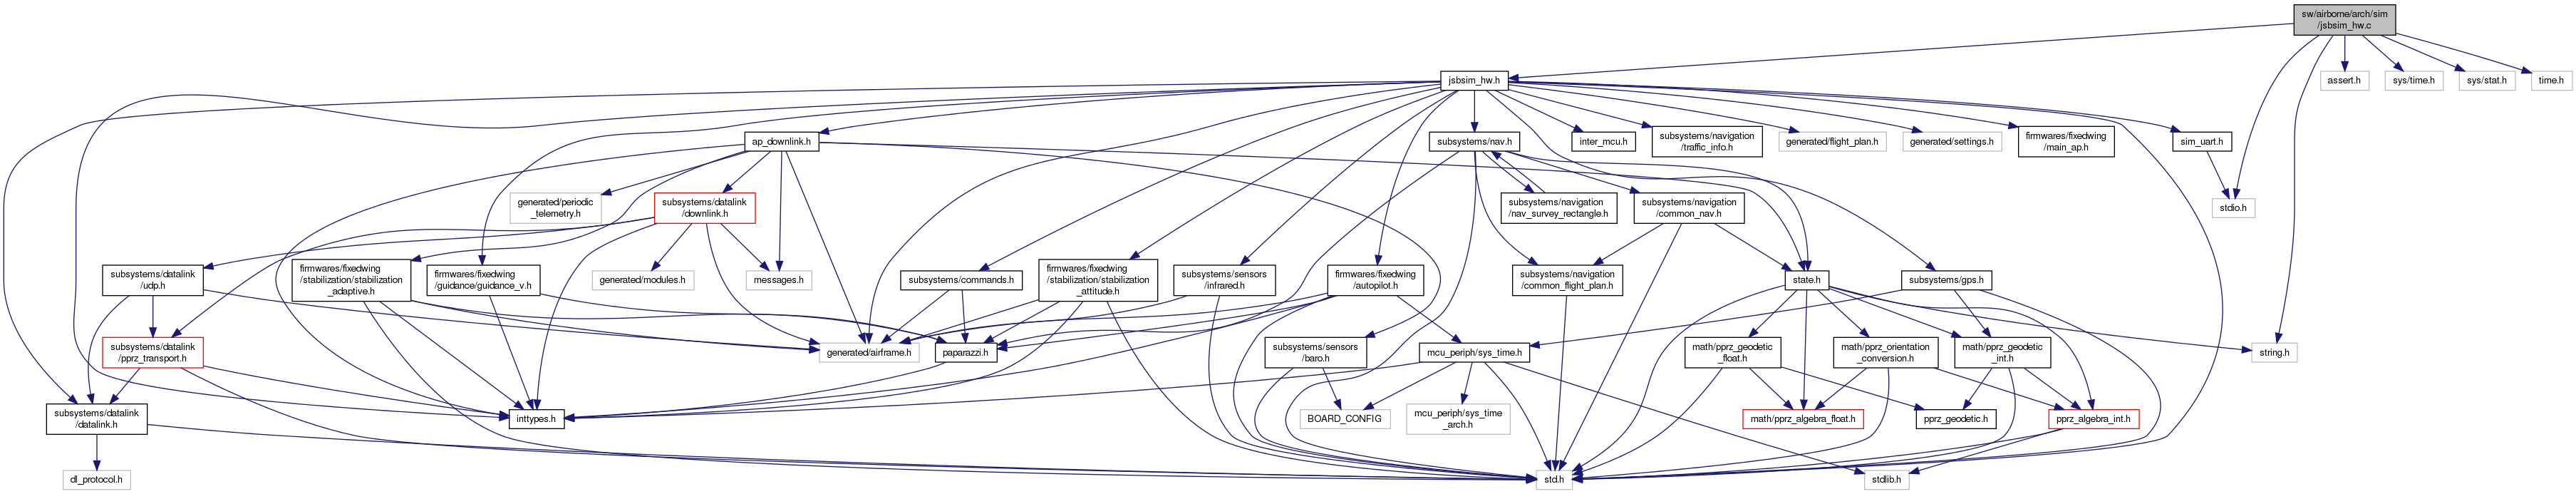 sw/airborne/arch/sim
/jsbsim_hw.c
jsbsim_hw.h
assert.h
sys/time.h
sys/stat.h
time.h
ap_downlink.h
subsystems/nav.h
inter_mcu.h
subsystems/navigation
/traffic_info.h
generated/flight_plan.h
generated/settings.h
firmwares/fixedwing
/main_ap.h
sim_uart.h
generated/periodic
_telemetry.h
subsystems/datalink
/downlink.h
subsystems/navigation
/nav_survey_rectangle.h
subsystems/navigation
/common_nav.h
stdio.h
subsystems/datalink
/udp.h
firmwares/fixedwing
/stabilization/stabilization
_adaptive.h
firmwares/fixedwing
/guidance/guidance_v.h
generated/modules.h
messages.h
subsystems/commands.h
firmwares/fixedwing
/stabilization/stabilization
_attitude.h
subsystems/sensors
/infrared.h
firmwares/fixedwing
/autopilot.h
subsystems/navigation
/common_flight_plan.h
state.h
subsystems/gps.h
subsystems/datalink
/pprz_transport.h
generated/airframe.h
paparazzi.h
subsystems/sensors
/baro.h
mcu_periph/sys_time.h
math/pprz_geodetic
_float.h
math/pprz_orientation
_conversion.h
math/pprz_geodetic
_int.h
string.h
subsystems/datalink
/datalink.h
inttypes.h
BOARD_CONFIG
mcu_periph/sys_time
_arch.h
math/pprz_algebra_float.h
pprz_geodetic.h
pprz_algebra_int.h
dl_protocol.h
std.h
stdlib.h